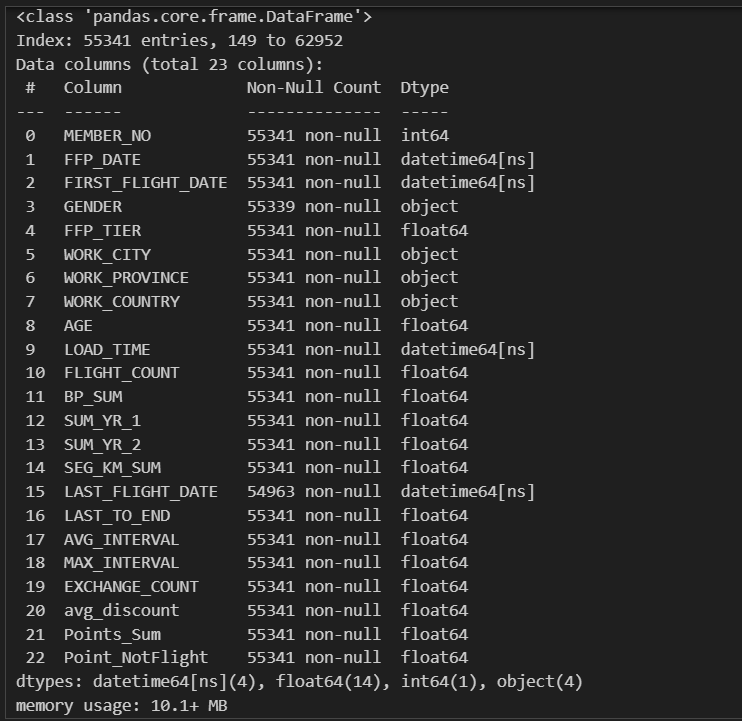 <class 'pandas.core.frame.DataFrame'>
Index: 55341 entries, 149 to 62952
Data columns (total 23 columns):
 #   Column             Non-Null Count  Dtype
---  ------             --------------  -----
 0   MEMBER_NO          55341 non-null  int64
 1   FFP_DATE           55341 non-null  datetime64[ns]
 2   FIRST_FLIGHT_DATE  55341 non-null  datetime64[ns]
 3   GENDER             55339 non-null  object
 4   FFP_TIER           55341 non-null  float64
 5   WORK_CITY          55341 non-null  object
 6   WORK_PROVINCE      55341 non-null  object
 7   WORK_COUNTRY       55341 non-null  object
 8   AGE                55341 non-null  float64
 9   LOAD_TIME          55341 non-null  datetime64[ns]
 10  FLIGHT_COUNT       55341 non-null  float64
 11  BP_SUM             55341 non-null  float64
 12  SUM_YR_1           55341 non-null  float64
 13  SUM_YR_2           55341 non-null  float64
 14  SEG_KM_SUM         55341 non-null  float64
 15  LAST_FLIGHT_DATE   54963 non-null  datetime64[ns]
 16  LAST_TO_END        55341 non-null  float64
 17  AVG_INTERVAL       55341 non-null  float64
 18  MAX_INTERVAL       55341 non-null  float64
 19  EXCHANGE_COUNT     55341 non-null  float64
 20  avg_discount       55341 non-null  float64
 21  Points_Sum         55341 non-null  float64
 22  Point_NotFlight    55341 non-null  float64
dtypes: datetime64[ns](4), float64(14), int64(1), object(4)
memory usage: 10.1+ MB